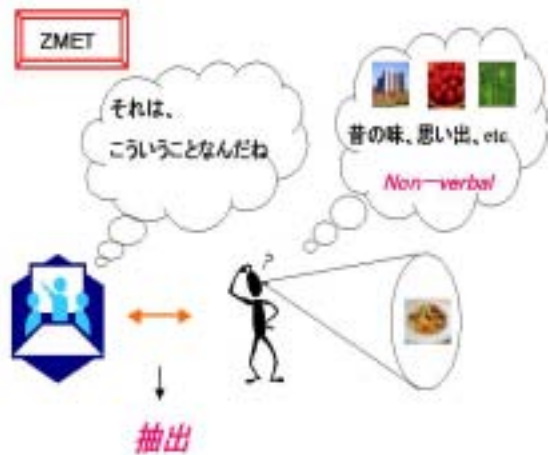 ZMET
それは、
こういうことなんだね
昔の味、思い出、etc
Non-verbal
?
抽出